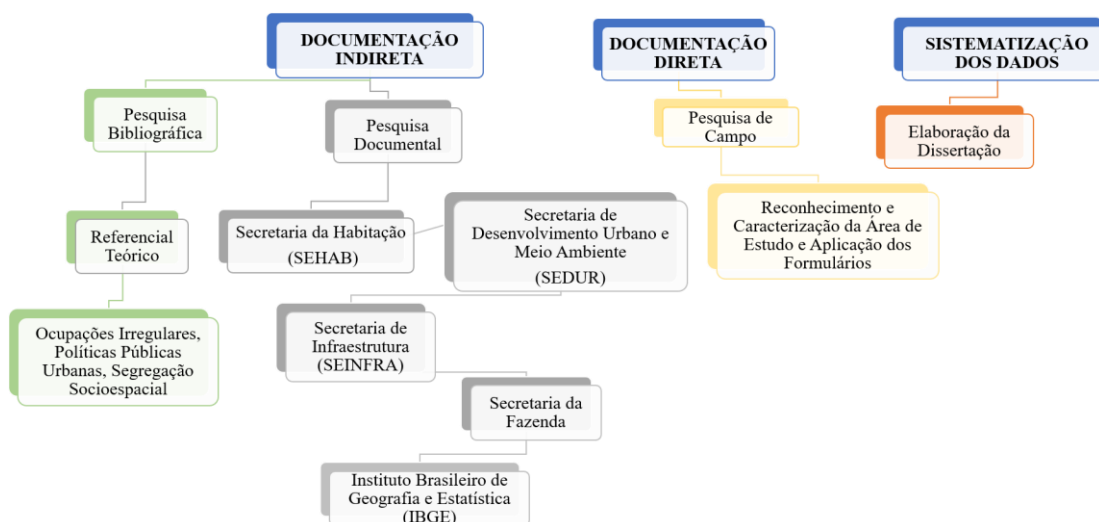 DOCUMENTAÇÃO
INDIRETA
Pesquisa
Bibliográfica
Referencial
Teórico
Ocupações Irregulares,
Políticas Públicas
Urbanas, Segregação
Socioespacial
Pesquisa
Documental
Secretaria da Habitação
(SEHAB)
Secretaria de
Desenvolvimento Urbano e
Meio Ambiente
(SEDUR)
Secretaria de
Infraestrutura
(SEINFRA)
Secretaria da
Fazenda
Instituto Brasileiro de
Geografia e Estatística
(IBGE)
DOCUMENTAÇÃO
DIRETA
Pesquisa de
Campo
Reconhecimento e
Caracterização da Área de
Estudo e Aplicação dos
Formulários
SISTEMATIZAÇÃO
DOS DADOS
Elaboração da
Dissertação